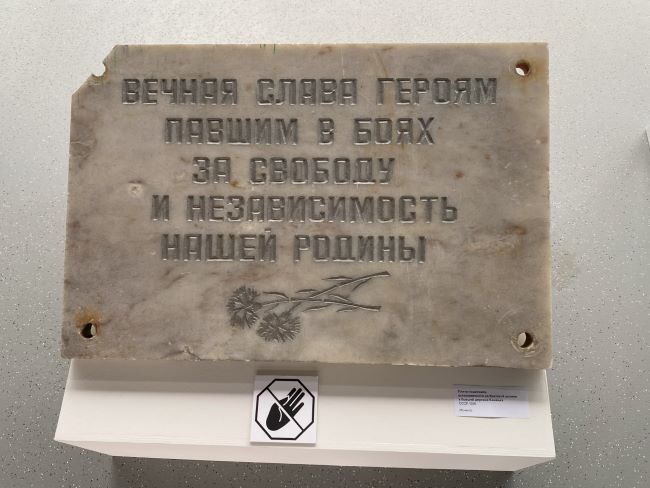 ВЕЧНАЯ СЛАВА ГЕРОЯМ
ПАВШИМ В БОЯХ
ЗА СВОБОДУ
И НЕЗАВИСИМОСТЬ
НАШЕЙ РОДИНЫ